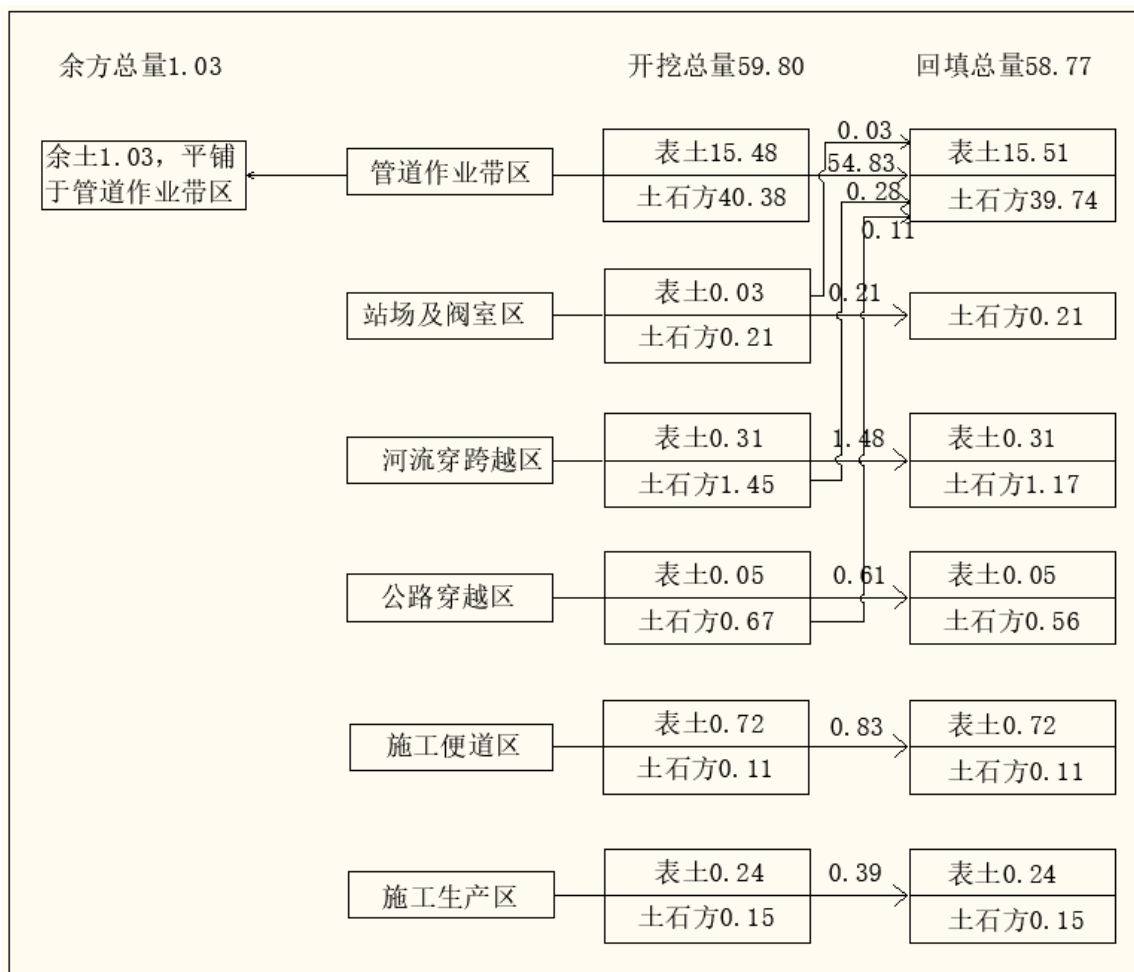 余方总量1.03
开挖总量59.80
回填总量58.77
余土1.03，平铺
于管道作业带区
管道作业带区
表土15.48
土石方40.38
0.03
54.83
0.28
0.11
表土15.51
土石方39.74
站场及阀室区
表土0.03
土石方0.21
0.21
土石方0.21
河流穿跨越区
表土0.31
土石方1.45
1.48
表土0.31
土石方1.17
公路穿越区
表土0.05
土石方0.67
0.61
表土0.05
土石方0.56
施工便道区
表土0.72
土石方0.11
0.83
表土0.72
土石方0.11
施工生产区
表土0.24
土石方0.15
0.39
表土0.24
土石方0.15